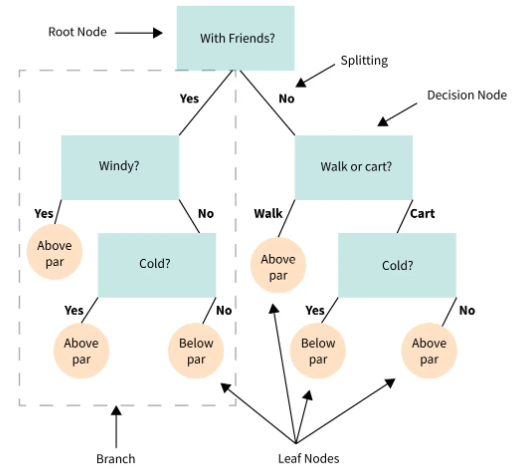 Root Node
With Friends?
Splitting
Yes
No
Decision Node
Windy?
Walk or cart?
Yes
No
Walk
Cart
Above
par
Cold?
Above
par
Cold?
Yes
No
Yes
No
Above
par
Below
par
Below
par
Above
par
Branch
Leaf Nodes